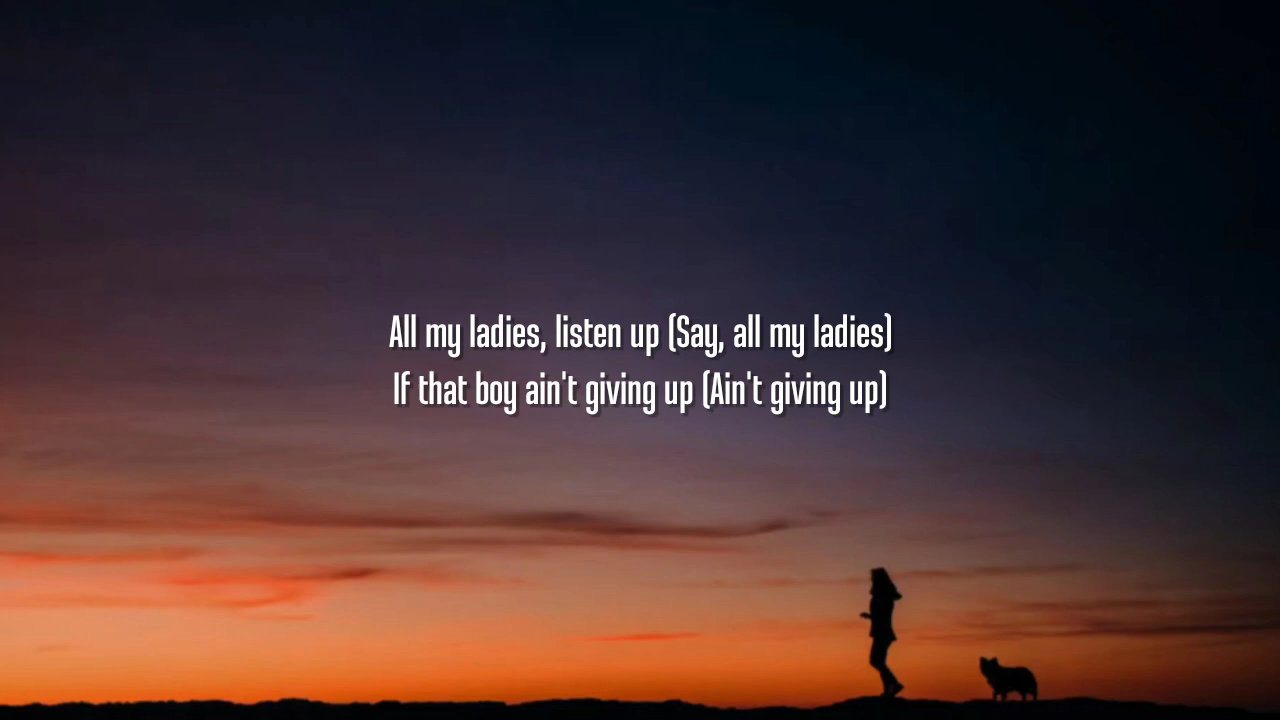 All my ladies, listen up (Say, all my ladies)
If that boy ain't giving up (Ain't giving up)